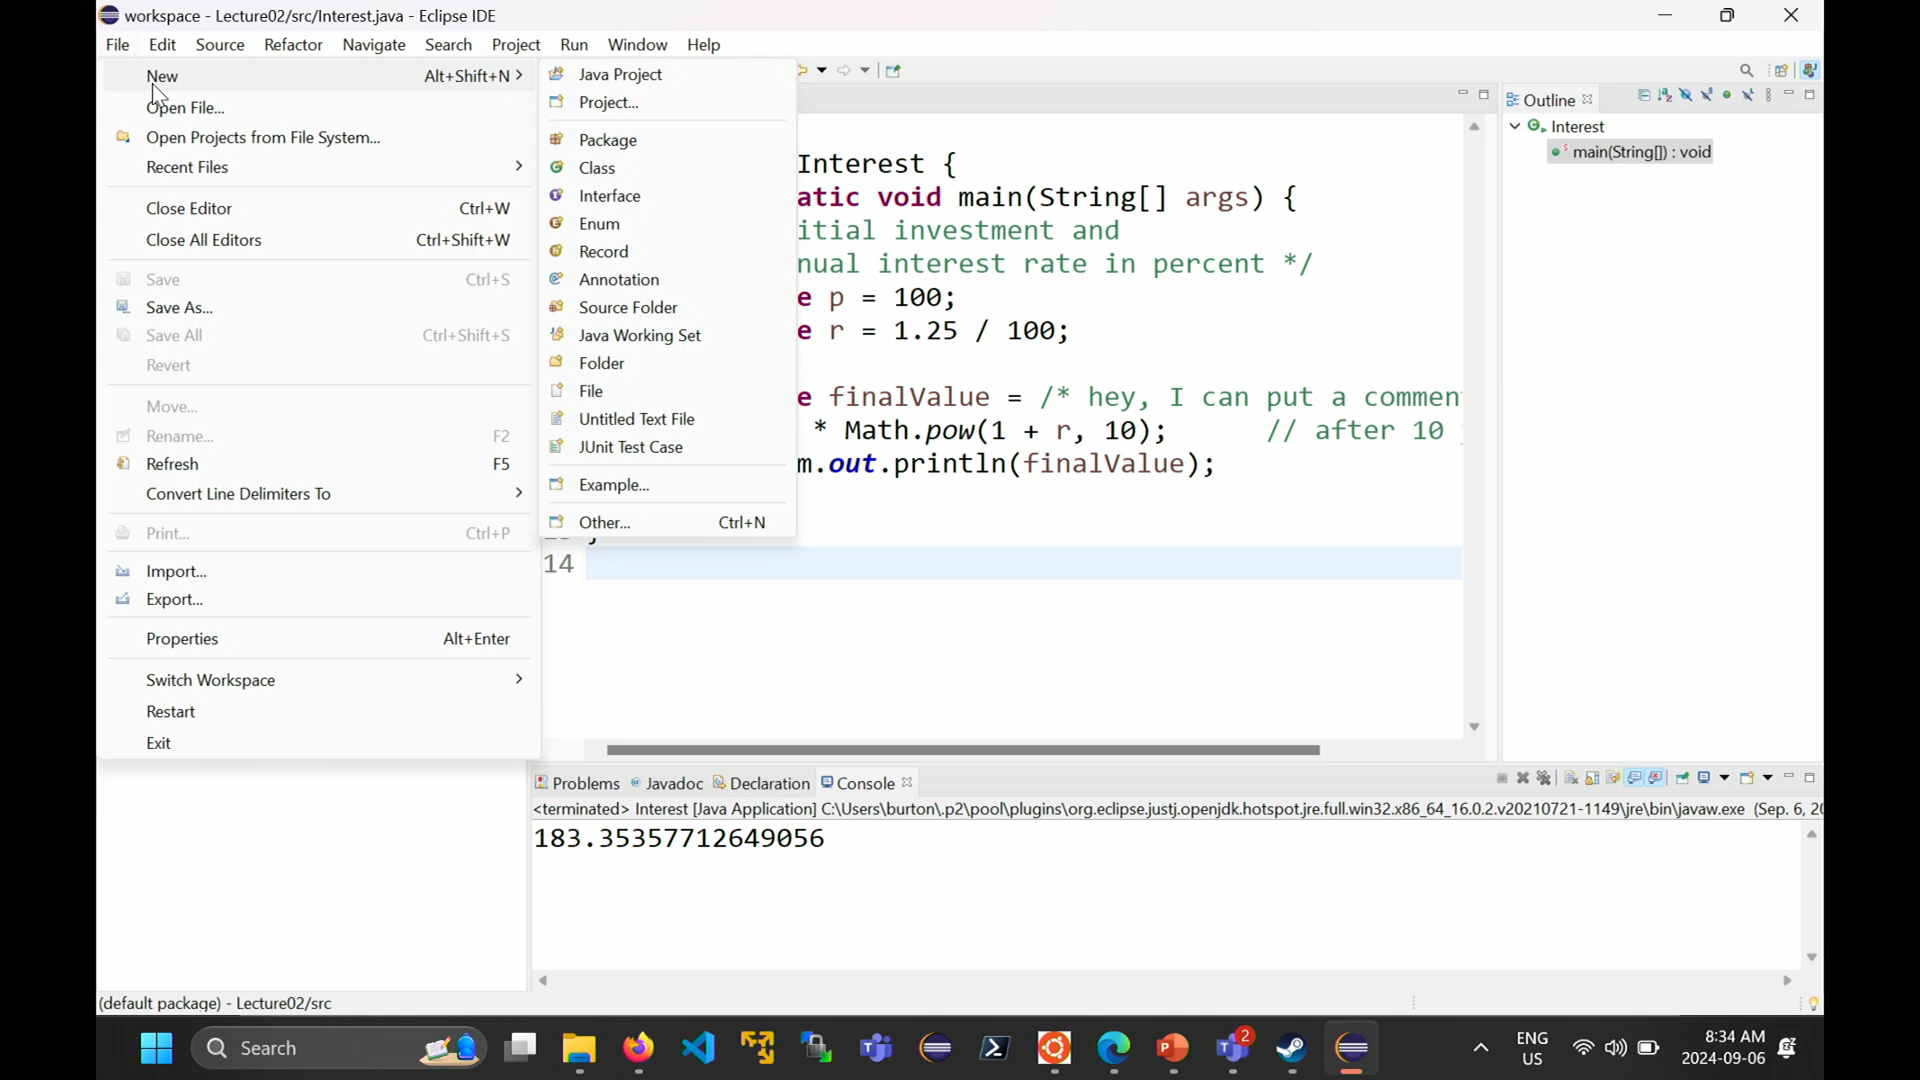 workspace - Lecture02/src/Interest.java - Eclipse IDE
File Edit Source Refactor Navigate Search Project Run Window Help
New Alt+Shift+N
Open File...
Open Projects from File System...
Recent Files
Close Editor Ctrl+W
Close All Editors Ctrl+Shift+W
Save Ctrl+S
Save As...
Save All Ctrl+Shift+S
Revert
Move...
Rename... F2
Refresh F5
Convert Line Delimiters To
Print... Ctrl+P
Import...
Export...
Properties Alt+Enter
Switch Workspace
Restart
Exit
Java Project
Project...
Package
Class
Interface
Enum
Record
Annotation
Source Folder
Java Working Set
Folder
File
Untitled Text File
JUnit Test Case
Example...
Other... Ctrl+N
Interest {
atic void main(String[] args) {
itial investment and
nual interest rate in percent */
e p = 100;
e r = 1.25 / 100;
e finalValue = /* hey, I can put a commen
* Math.pow(1 + r, 10); // after 10
m.out.println(finalValue);
14
Outline
Interest
main(String[]) : void
Problems Javadoc Declaration Console
<terminated> Interest [Java Application] C:\Users\burton\.p2\pool\plugins\org.eclipse.justj.openjdk.hotspot.jre.full.win32.x86_64_16.0.2.v20210721-1149\jre\bin\javaw.exe (Sep. 6, 20
183.35357712649056
(default package) - Lecture02/src
Search
2
ENG
US
8:34 AM
2024-09-06